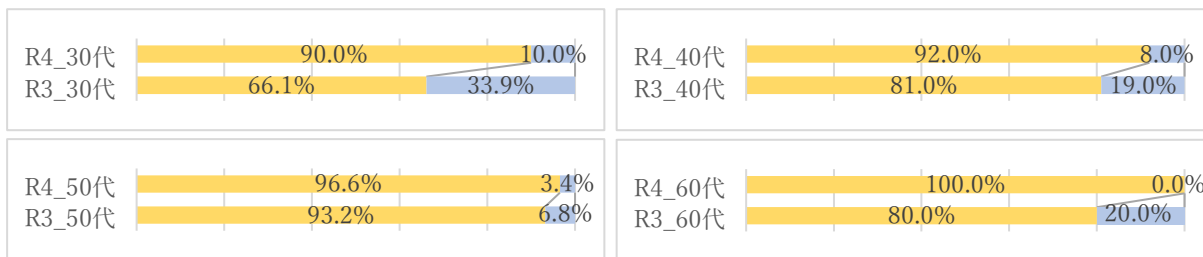 R4_30代 90.0% 10.0%
R3_30代 66.1% 33.9%
R4_40代 92.0% 8.0%
R3_40代 81.0% 19.0%
R4_50代 96.6% 3.4%
R3_50代 93.2% 6.8%
R4_60代 100.0% 0.0%
R3_60代 80.0% 20.0%